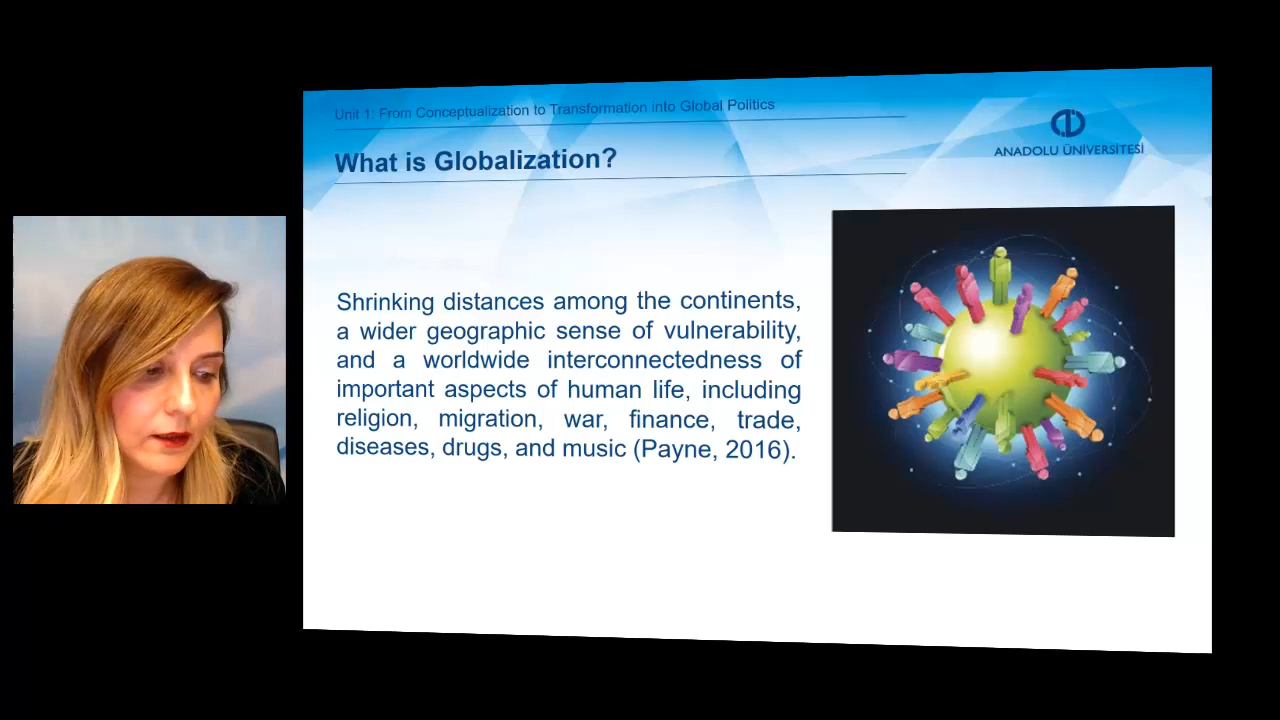 Unit 1: From Conceptualization to Transformation into Global Politics
ANADOLU ÜNİVERSİTESİ
What is Globalization?
Shrinking distances among the continents,
a wider geographic sense of vulnerability,
and a worldwide interconnectedness of
important aspects of human life, including
religion, migration, war, finance, trade,
diseases, drugs, and music (Payne, 2016).